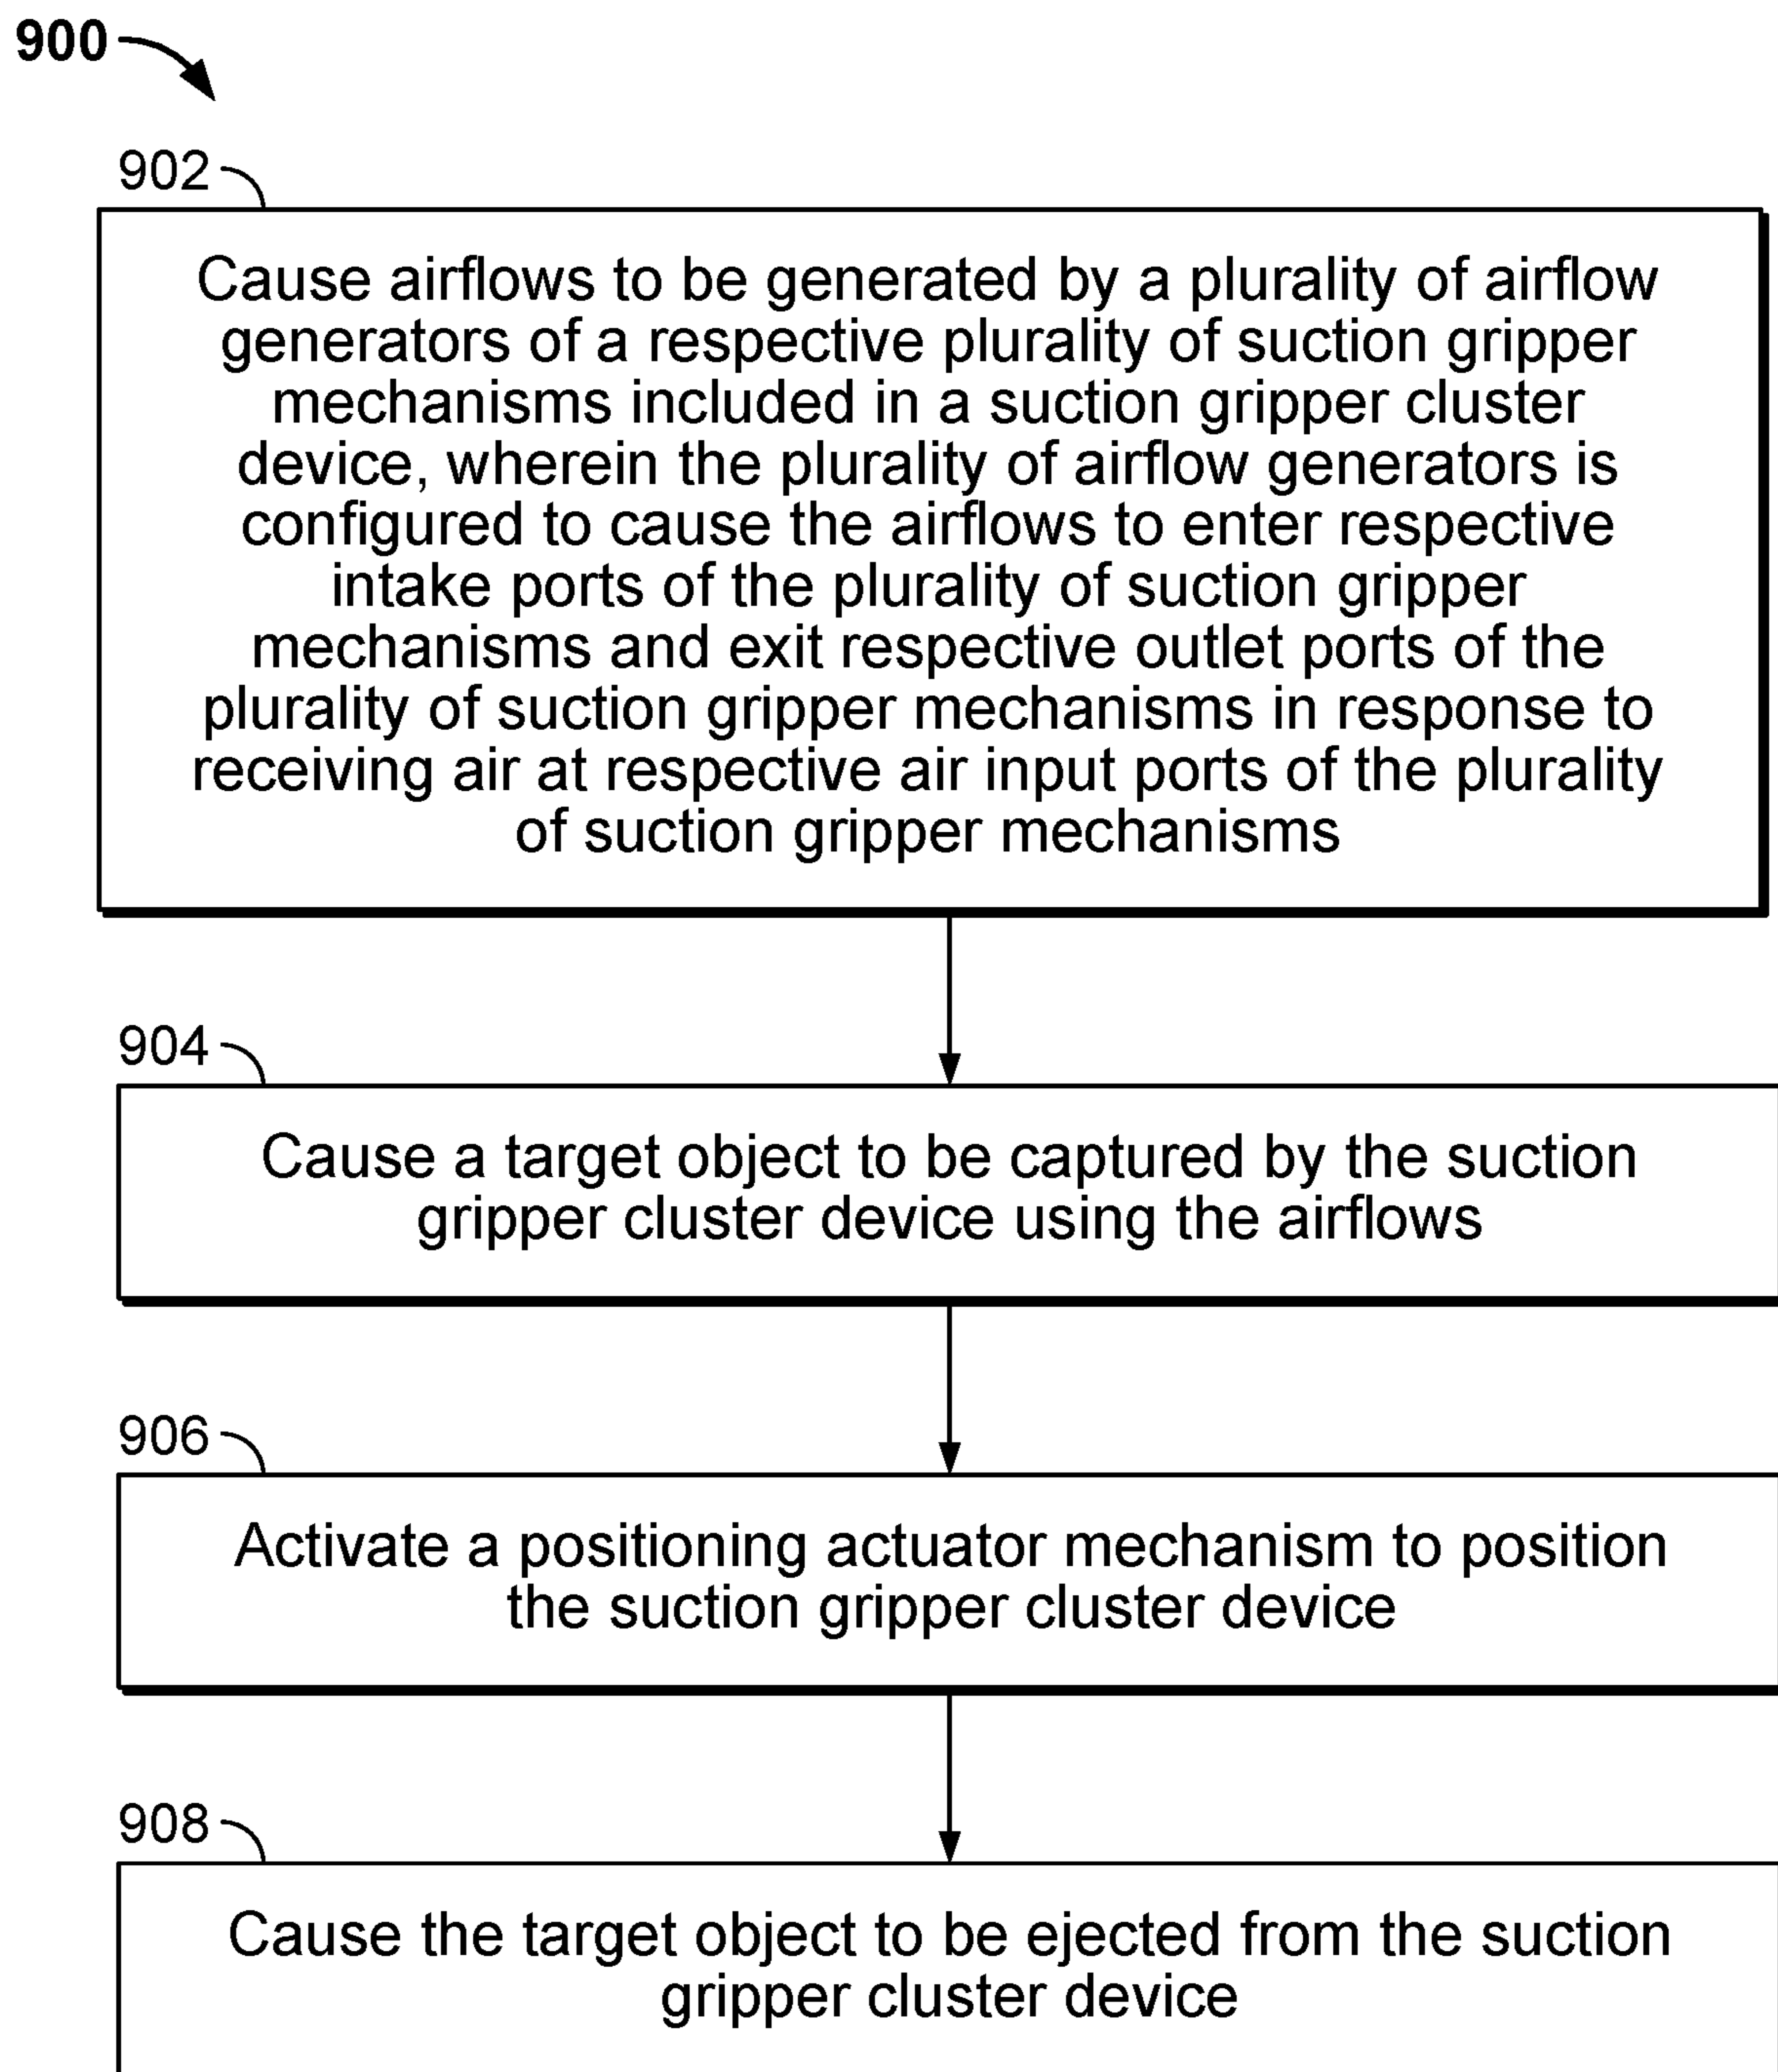 900
902
Cause airflows to be generated by a plurality of airflow
generators of a respective plurality of suction gripper
mechanisms included in a suction gripper cluster
device, wherein the plurality of airflow generators is
configured to cause the airflows to enter respective
intake ports of the plurality of suction gripper
mechanisms and exit respective outlet ports of the
plurality of suction gripper mechanisms in response to
receiving air at respective air input ports of the plurality
of suction gripper mechanisms
904
Cause a target object to be captured by the suction
gripper cluster device using the airflows
906
Activate a positioning actuator mechanism to position
the suction gripper cluster device
908
Cause the target object to be ejected from the suction
gripper cluster device